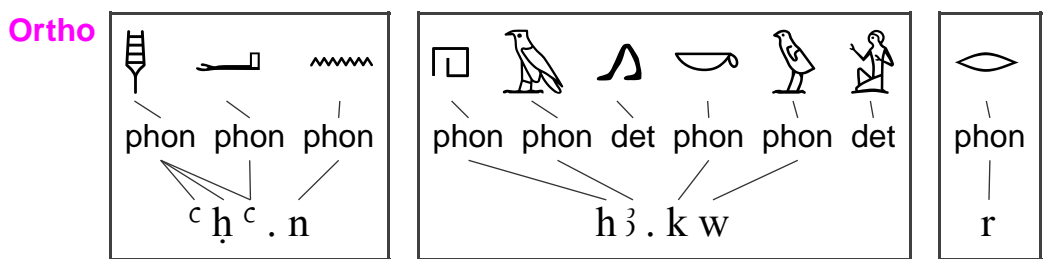 Ortho 𓊢 𓂝 𓈖 𓉔 𓄿 𓂻 𓎡 𓅱 𓀀 𓂋
phon phon phon phon phon det phon phon det phon
ꜥḥꜥ.n hꜣ.kw r